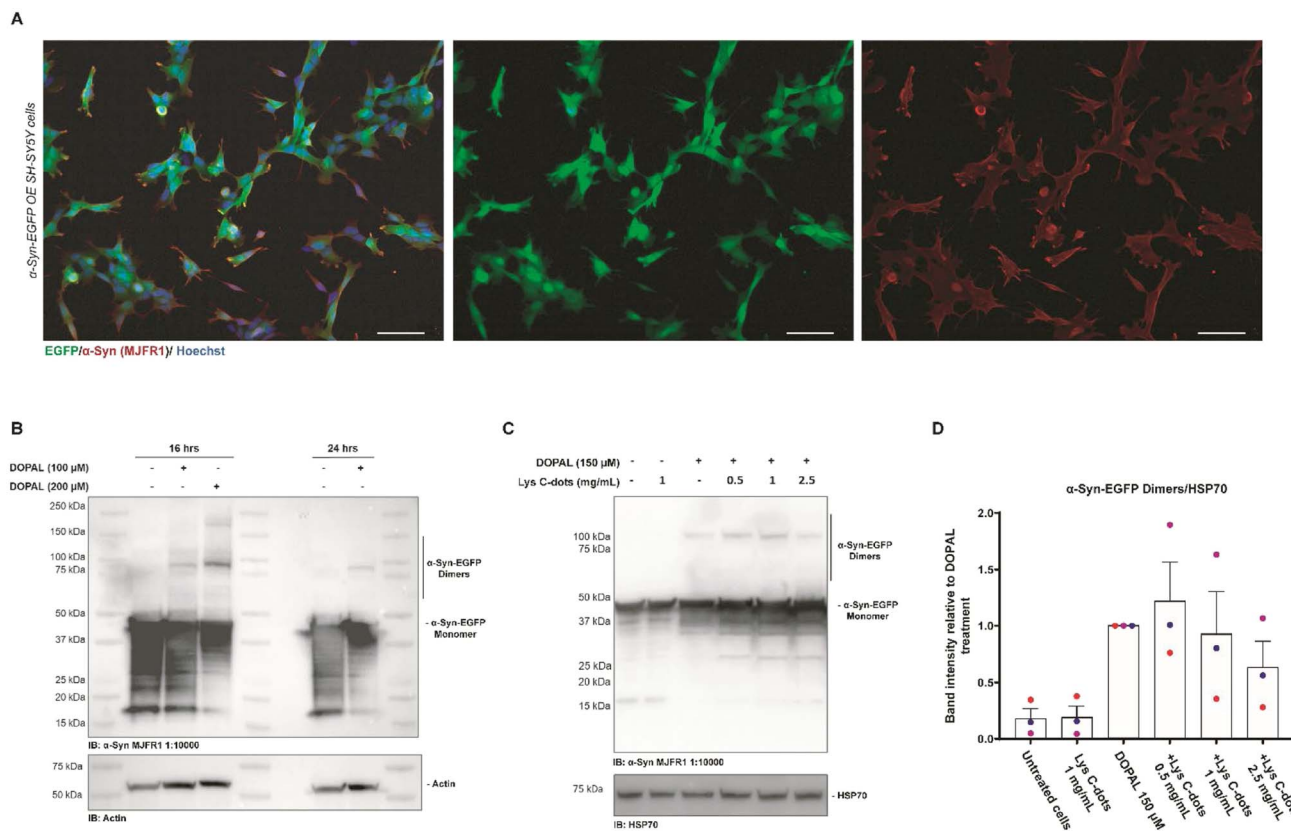 A
α-Syn-EGFP OE SH-SY5Y cells
EGFP/α-Syn (MJFR1)/ Hoechst
B
16 hrs
24 hrs
DOPAL (100 µM)
- + - - +
DOPAL (200 µM)
- - + - -
250 kDa
150 kDa
100 kDa
75 kDa
50 kDa
37 kDa
25 kDa
20 kDa
15 kDa
α-Syn-EGFP
Dimers
- α-Syn-EGFP
Monomer
IB: α-Syn MJFR1 1:10000
75 kDa
50 kDa
- Actin
IB: Actin
C
DOPAL (150 µM) - - + + + +
Lys C-dots (mg/mL) - 1 - 0.5 1 2.5
100 kDa
75 kDa
50 kDa
37 kDa
25 kDa
20 kDa
15 kDa
α-Syn-EGFP
Dimers
- α-Syn-EGFP
Monomer
IB: α-Syn MJFR1 1:10000
75 kDa
- HSP70
IB: HSP70
D
α-Syn-EGFP Dimers/HSP70
Band intensity relative to DOPAL
treatment
2.0
1.5
1.0
0.5
0.0
Untreated cells
Lys C-dots
1 mg/mL
DOPAL 150 µM
+Lys C-dots
0.5 mg/mL
+Lys C-dots
1 mg/mL
+Lys C-dots
2.5 mg/mL